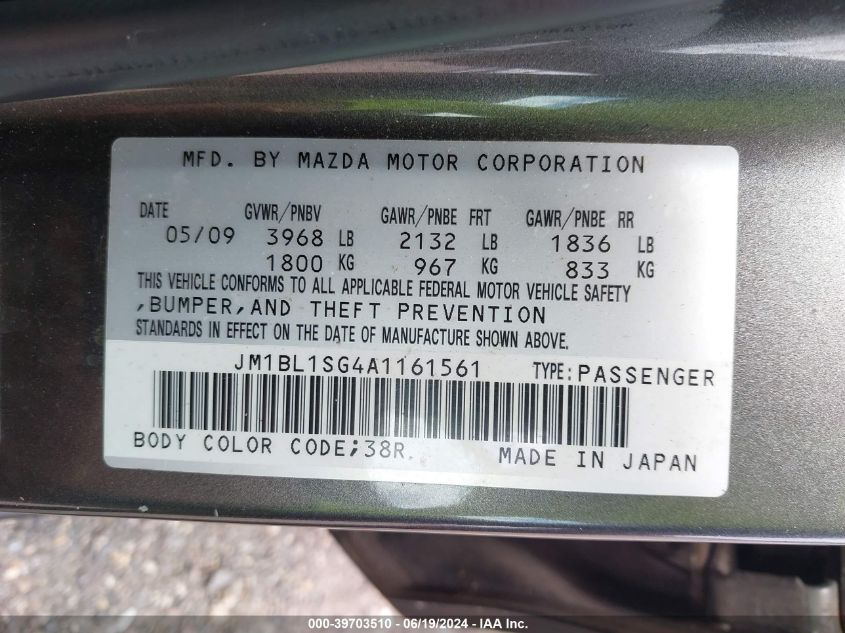 MFD. BY MAZDA MOTOR CORPORATION
DATE GVWR/PNBV GAWR/PNBE FRT GAWR/PNBE RR
05/09 3968 LB 2132 LB 1836 LB
1800 KG 967 KG 833 KG
THIS VEHICLE CONFORMS TO ALL APPLICABLE FEDERAL MOTOR VEHICLE SAFETY
,BUMPER,AND THEFT PREVENTION
STANDARDS IN EFFECT ON THE DATE OF MANUFACTURE SHOWN ABOVE.
JM1BL1SG4A1161561 TYPE:PASSENGER
BODY COLOR CODE;38R. MADE IN JAPAN
000-39703510 - 06/19/2024 - IAA Inc.